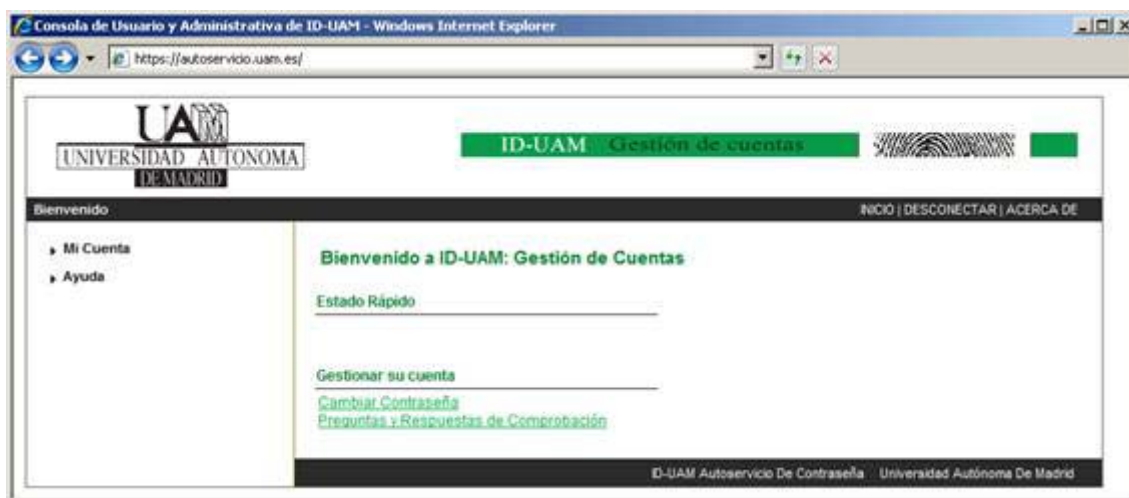 Consola de Usuario y Administrativa de ID-UAM - Windows Internet Explorer
https://autoservicio.uam.es/
UAM
UNIVERSIDAD AUTONOMA
DE MADRID
ID-UAM Gestión de cuentas
Bienvenido
INICIO | DESCONECTAR | ACERCA DE
Mi Cuenta
Ayuda
Bienvenido a ID-UAM: Gestión de Cuentas
Estado Rápido
Gestionar su cuenta
Cambiar Contraseña
Preguntas y Respuestas de Comprobación
ID-UAM Autoservicio De Contraseña Universidad Autónoma De Madrid